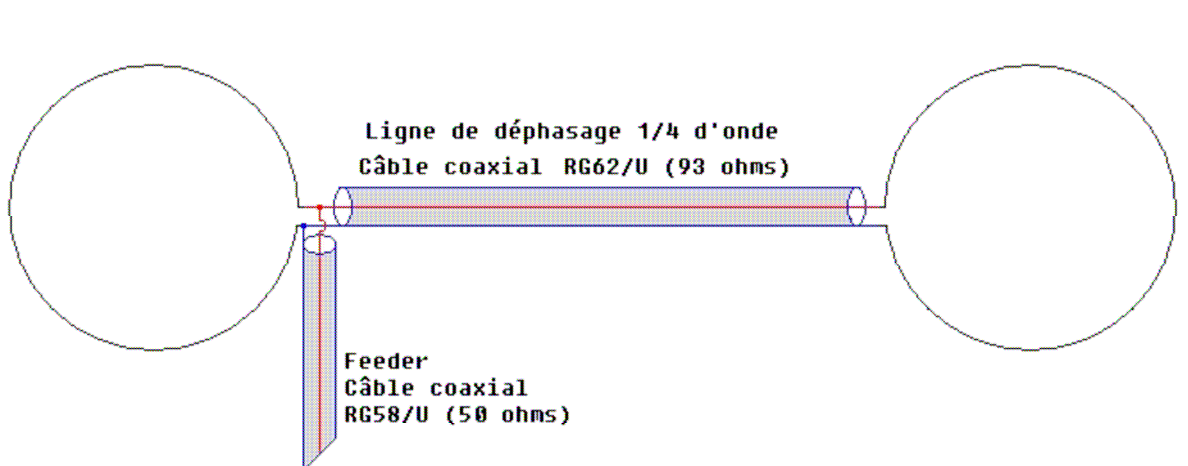 Ligne de déphasage 1/4 d'onde
Câble coaxial RG62/U (93 ohms)
Feeder
Câble coaxial
RG58/U (50 ohms)